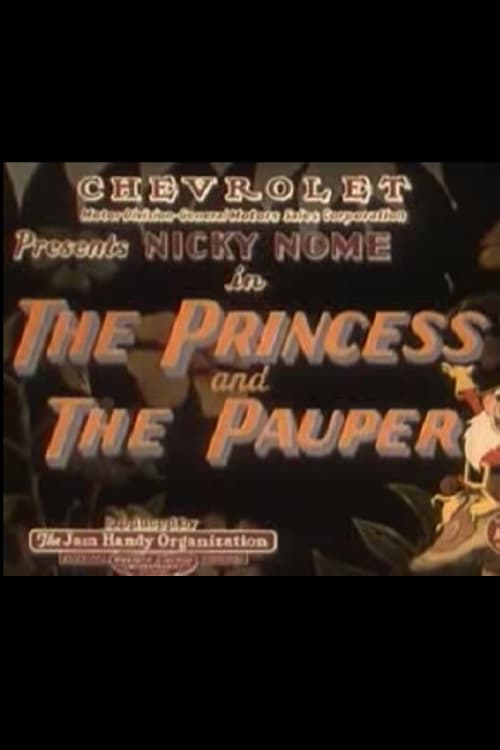 CHEVROLET
Motor Division-General Motors Sales Corporation
Presents NICKY NOME
in
THE PRINCESS
and
THE PAUPER
Produced by
The Jam Handy Organization